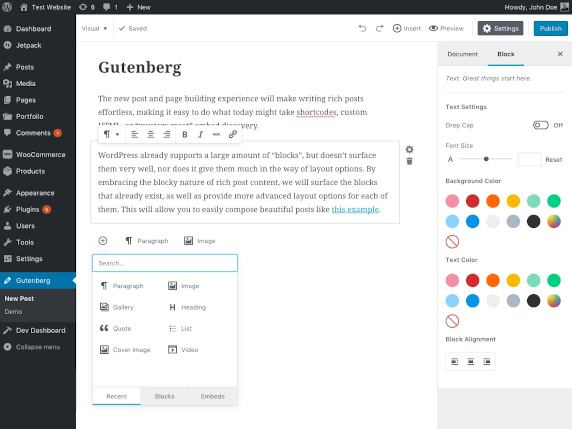 Test Website 6 1 New Howdy, John Doe
Dashboard
Jetpack
Posts
Media
Pages
Portfolio
Comments 1
WooCommerce
Products
Appearance
Plugins 6
Users
Tools
Settings
Gutenberg
New Post
Demo
Dev Dashboard
Collapse menu
Visual Saved Insert Preview Settings Publish
Gutenberg
The new post and page building experience will make writing rich posts
effortless, making it easy to do what today might take shortcodes, custom
B I ABC
WordPress already supports a large amount of “blocks”, but doesn’t surface
them very well, nor does it give them much in the way of layout options. By
embracing the blocky nature of rich post content, we will surface the blocks
that already exist, as well as provide more advanced layout options for each of
them. This will allow you to easily compose beautiful posts like this example.
Paragraph Image
Search...
Paragraph Image
Gallery Heading
Quote List
Cover Image Video
Recent Blocks Embeds
Document Block
Text. Great things start here.
Text Settings
Drop Cap Off
Font Size
A Reset
Background Color
Text Color
Block Alignment